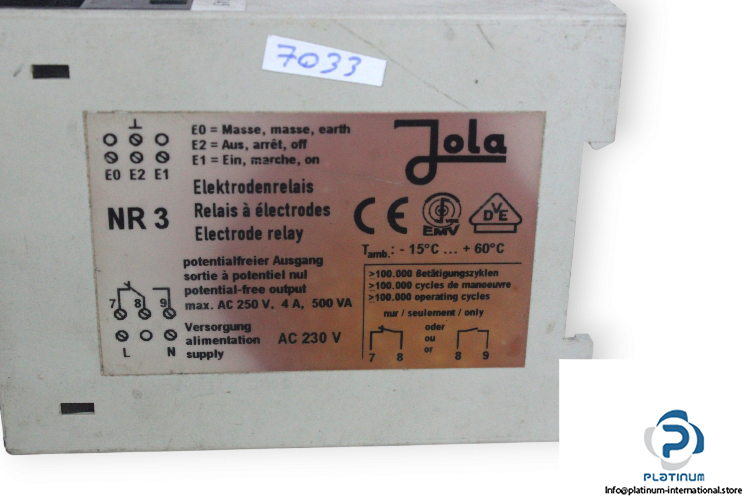 7033
E0 = Masse, masse, earth
E2 = Aus, arrêt, off
E1 = Ein, marche, on
E0 E2 E1
Jola
Elektrodenrelais
Relais à électrodes
Electrode relay
NR 3
CE
EMV
VDE
Tamb.: - 15°C ... + 60°C
potentialfreier Ausgang
sortie à potentiel nul
potential-free output
max. AC 250 V, 4 A, 500 VA
>100.000 Betätigungszyklen
>100.000 cycles de manoeuvre
>100.000 operating cycles
nur / seulement / only
7 8 9
Versorgung
alimentation
supply
AC 230 V
L N
oder
ou
or
7 8
8 9
PLATINUM
Info@platinum-international.store